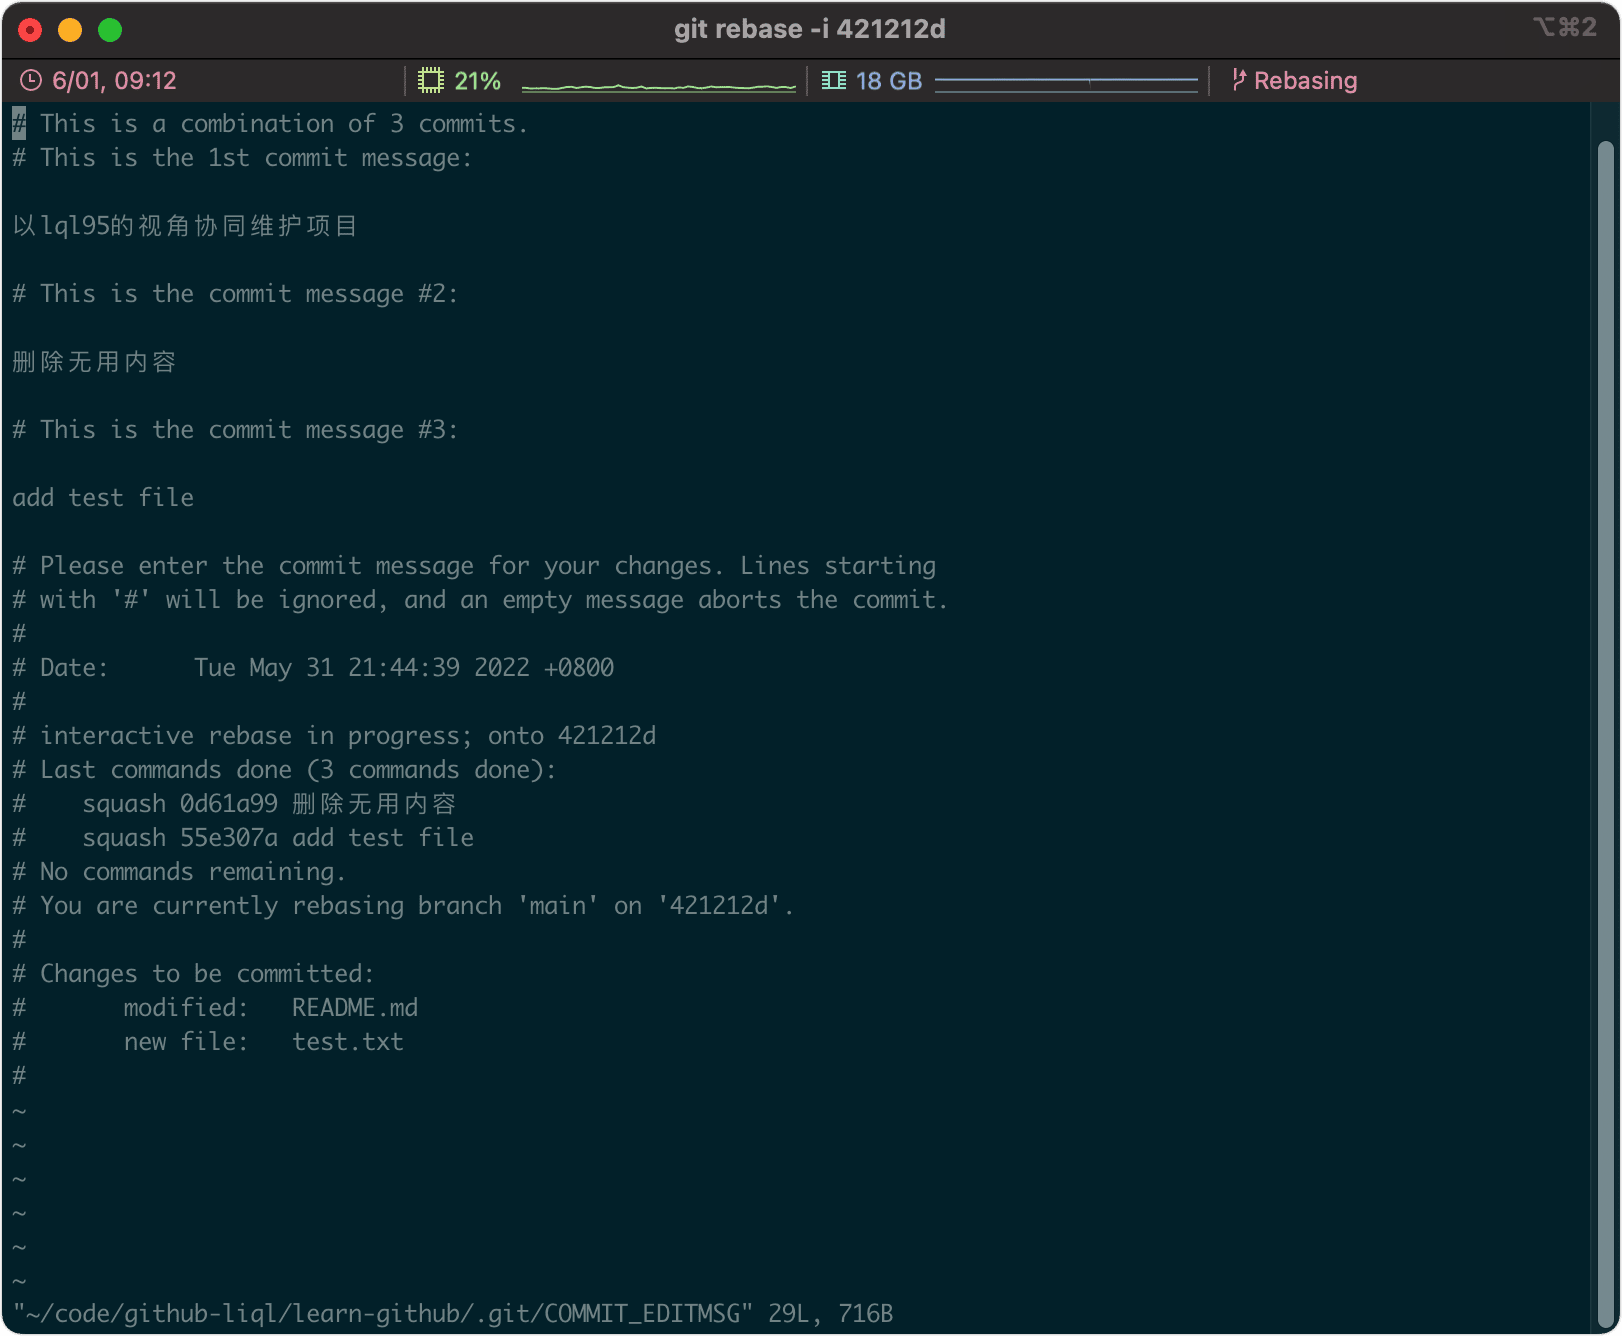 git rebase -i 421212d
⌥⌘2
6/01, 09:12
21%
18 GB
Rebasing
# This is a combination of 3 commits.
# This is the 1st commit message:
以lql95的视角协同维护项目
# This is the commit message #2:
删除无用内容
# This is the commit message #3:
add test file
# Please enter the commit message for your changes. Lines starting
# with '#' will be ignored, and an empty message aborts the commit.
#
# Date:      Tue May 31 21:44:39 2022 +0800
#
# interactive rebase in progress; onto 421212d
# Last commands done (3 commands done):
#    squash 0d61a99 删除无用内容
#    squash 55e307a add test file
# No commands remaining.
# You are currently rebasing branch 'main' on '421212d'.
#
# Changes to be committed:
#       modified:   README.md
#       new file:   test.txt
#
~
~
~
~
~
~
"~/code/github-liql/learn-github/.git/COMMIT_EDITMSG" 29L, 716B